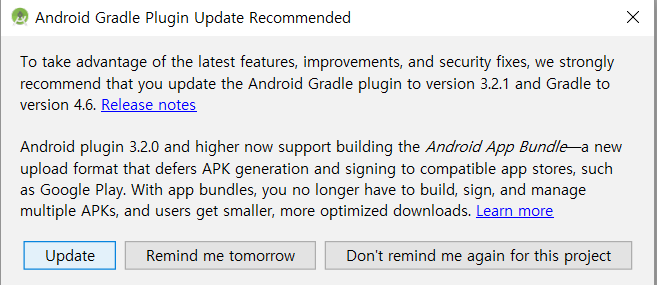 Android Gradle Plugin Update Recommended
To take advantage of the latest features, improvements, and security fixes, we strongly
recommend that you update the Android Gradle plugin to version 3.2.1 and Gradle to
version 4.6. Release notes
Android plugin 3.2.0 and higher now support building the Android App Bundle—a new
upload format that defers APK generation and signing to compatible app stores, such
as Google Play. With app bundles, you no longer have to build, sign, and manage
multiple APKs, and users get smaller, more optimized downloads. Learn more
Update Remind me tomorrow Don't remind me again for this project